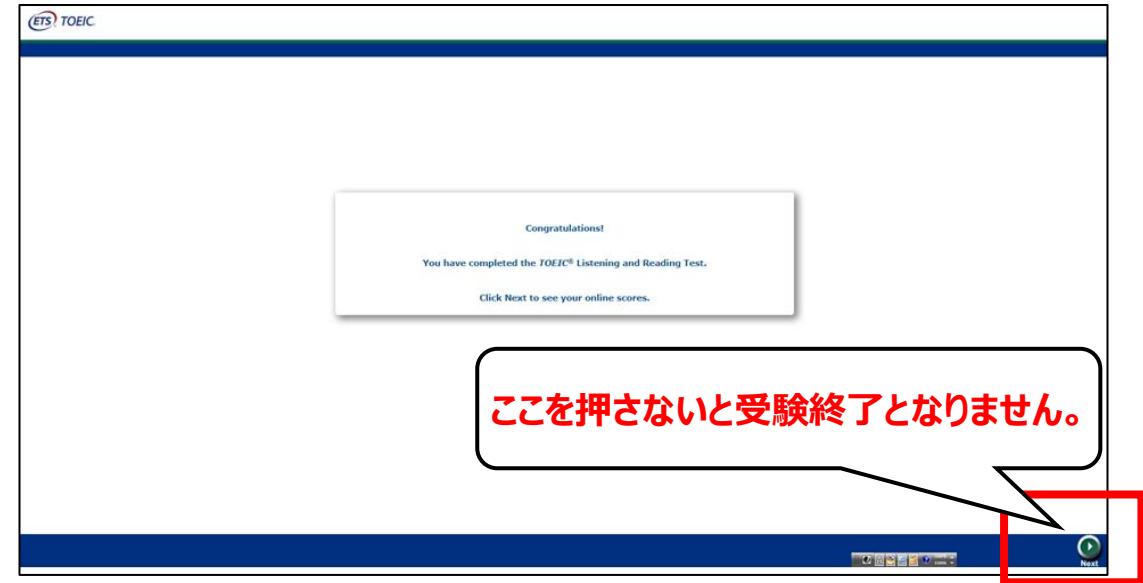 ETS TOEIC
Congratulations!
You have completed the TOEIC® Listening and Reading Test.
Click Next to see your online scores.
ここを押さないと受験終了となりません。
Next